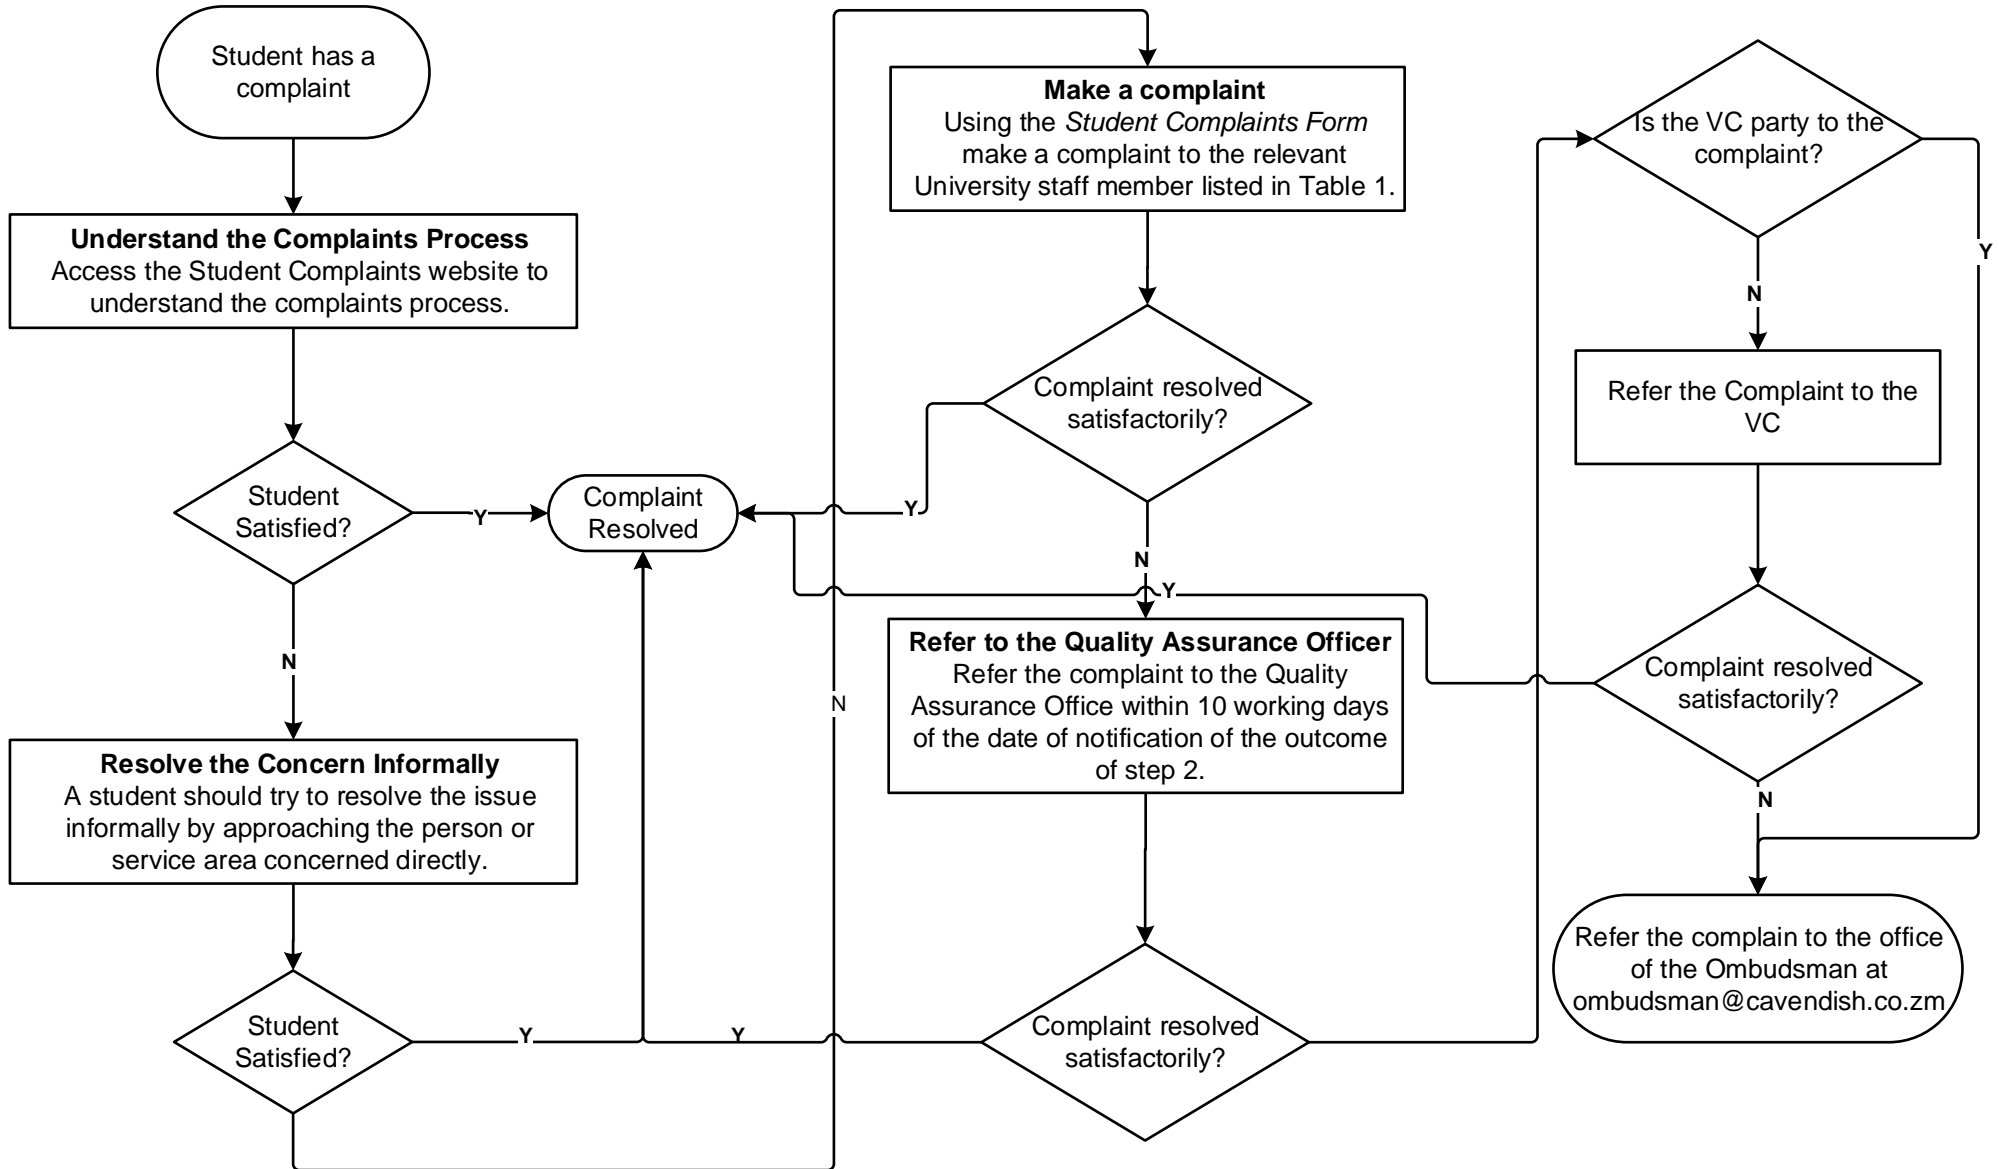 Student has a
complaint
Understand the Complaints Process
Access the Student Complaints website to
understand the complaints process.
Student
Satisfied?
Y
N
Resolve the Concern Informally
A student should try to resolve the issue
informally by approaching the person or
service area concerned directly.
Student
Satisfied?
Y
N
Complaint
Resolved
Make a complaint
Using the Student Complaints Form
make a complaint to the relevant
University staff member listed in Table 1.
Complaint resolved
satisfactorily?
Y
N
Refer to the Quality Assurance Officer
Refer the complaint to the Quality
Assurance Office within 10 working days
of the date of notification of the outcome
of step 2.
Complaint resolved
satisfactorily?
Y
Is the VC party to the
complaint?
Y
N
Refer the Complaint to the
VC
Complaint resolved
satisfactorily?
Y
N
Refer the complain to the office
of the Ombudsman at
ombudsman@cavendish.co.zm